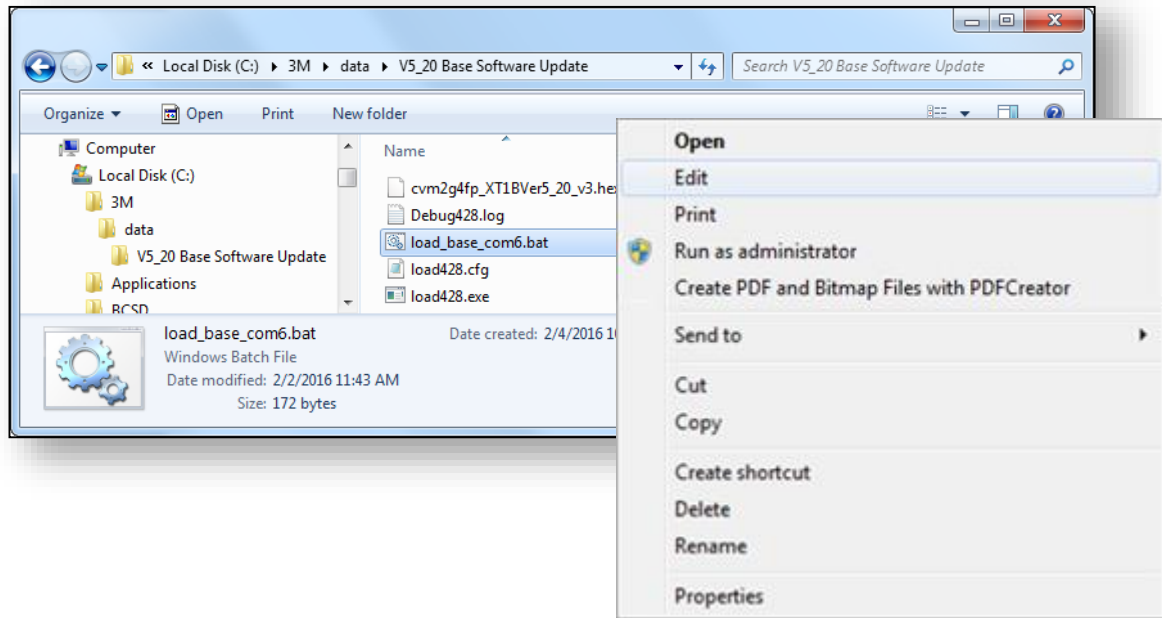 « Local Disk (C:) ▸ 3M ▸ data ▸ V5_20 Base Software Update
Search V5_20 Base Software Update
Organize Open Print New folder
Computer
Local Disk (C:)
3M
data
V5_20 Base Software Update
Applications
BCSD
Name
cvm2g4fp_XT1BVer5_20_v3.hex
Debug428.log
load_base_com6.bat
load428.cfg
load428.exe
load_base_com6.bat
Windows Batch File
Date modified: 2/2/2016 11:43 AM
Size: 172 bytes
Date created: 2/4/2016 10
Open
Edit
Print
Run as administrator
Create PDF and Bitmap Files with PDFCreator
Send to
Cut
Copy
Create shortcut
Delete
Rename
Properties